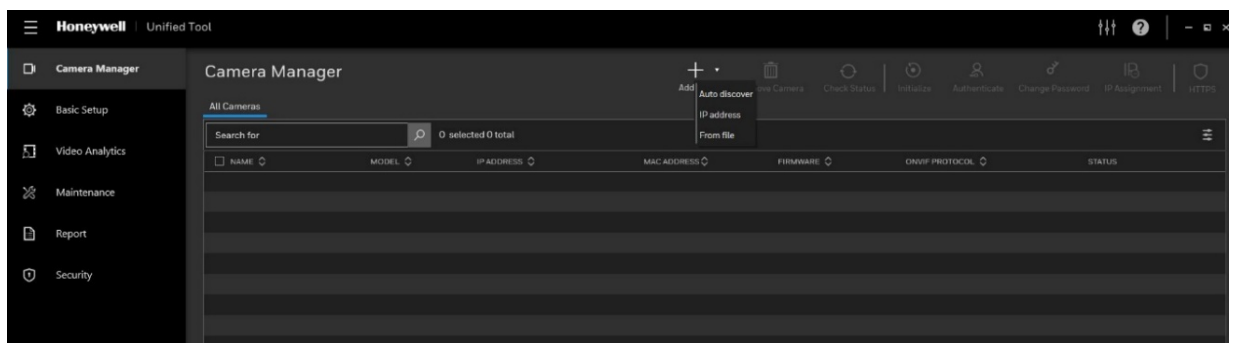 Honeywell | Unified Tool
Camera Manager
Basic Setup
Video Analytics
Maintenance
Report
Security
Camera Manager
Add
ove Camera
Check Status
Initialize
Authenticate
Change Password
IP Assignment
HTTPS
Auto discover
IP address
From file
All Cameras
Search for
0 selected 0 total
NAME MODEL IP ADDRESS MAC ADDRESS FIRMWARE ONVIF PROTOCOL STATUS